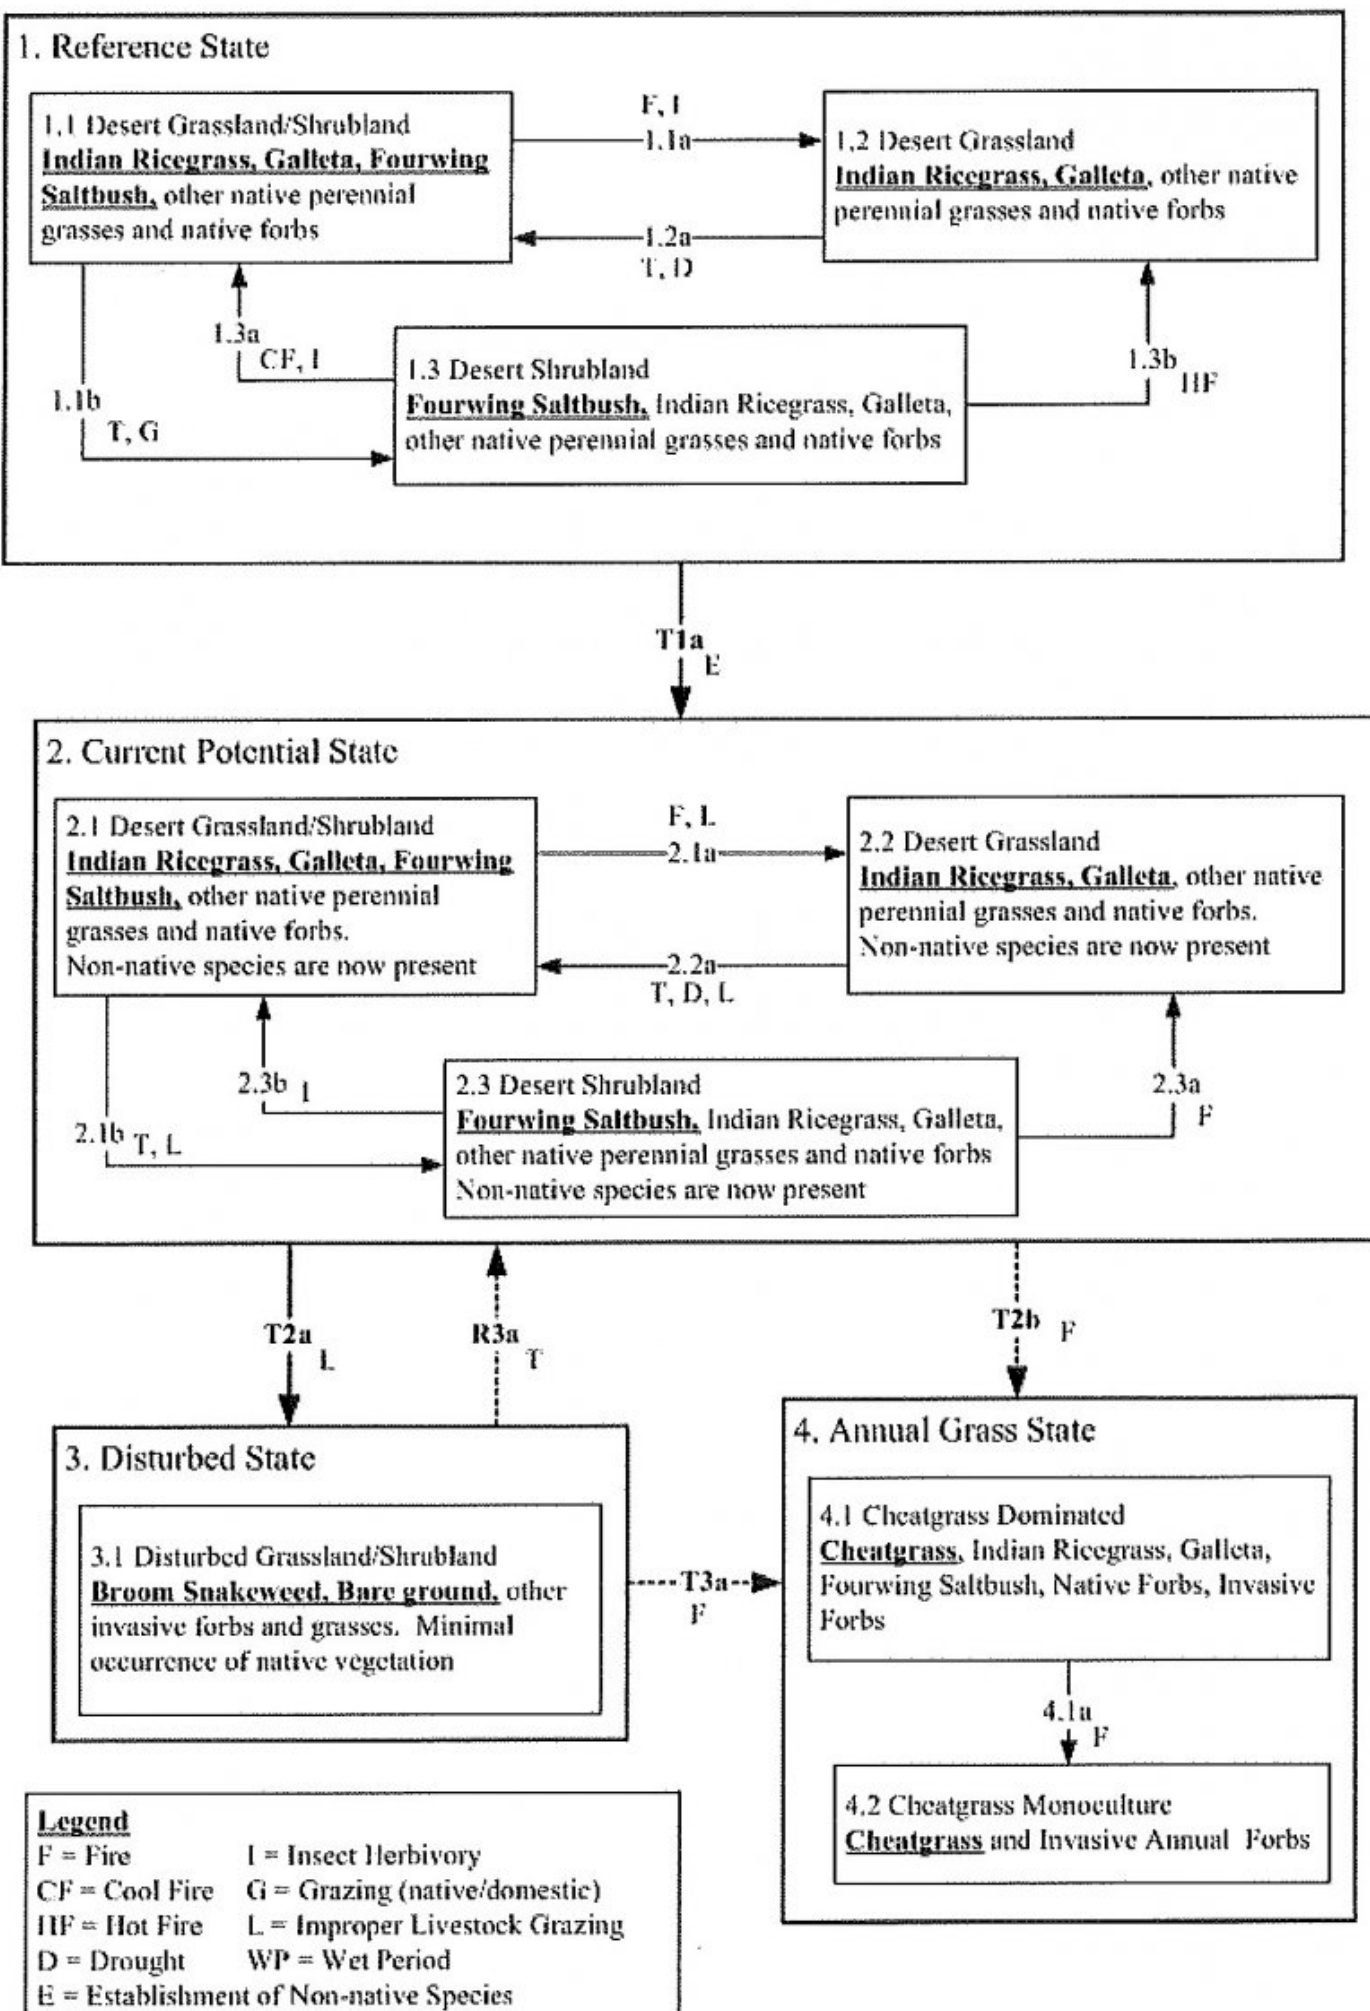 1. Reference State
1.1 Desert Grassland/Shrubland
Indian Ricegrass, Galleta, Fourwing
Saltbush, other native perennial
grasses and native forbs
F, I
1.1a
1.2 Desert Grassland
Indian Ricegrass, Galleta, other native
perennial grasses and native forbs
1.2a
T, D
1.3a
CF, I
1.1b
T, G
1.3 Desert Shrubland
Fourwing Saltbush, Indian Ricegrass, Galleta,
other native perennial grasses and native forbs
1.3b
HF
T1a
E
2. Current Potential State
2.1 Desert Grassland/Shrubland
Indian Ricegrass, Galleta, Fourwing
Saltbush, other native perennial
grasses and native forbs.
Non-native species are now present
F, L
2.1a
2.2 Desert Grassland
Indian Ricegrass, Galleta, other native
perennial grasses and native forbs.
Non-native species are now present
2.2a
T, D, L
2.3b
I
2.1b
T, L
2.3 Desert Shrubland
Fourwing Saltbush, Indian Ricegrass, Galleta,
other native perennial grasses and native forbs
Non-native species are now present
2.3a
F
T2a
L
R3a
T
T2b
F
3. Disturbed State
3.1 Disturbed Grassland/Shrubland
Broom Snakeweed, Bare ground, other
invasive forbs and grasses. Minimal
occurrence of native vegetation
T3a
F
4. Annual Grass State
4.1 Cheatgrass Dominated
Cheatgrass, Indian Ricegrass, Galleta,
Fourwing Saltbush, Native Forbs, Invasive
Forbs
4.1a
F
4.2 Cheatgrass Monoculture
Cheatgrass and Invasive Annual Forbs
Legend
F = Fire I = Insect Herbivory
CF = Cool Fire G = Grazing (native/domestic)
HF = Hot Fire L = Improper Livestock Grazing
D = Drought WP = Wet Period
E = Establishment of Non-native Species